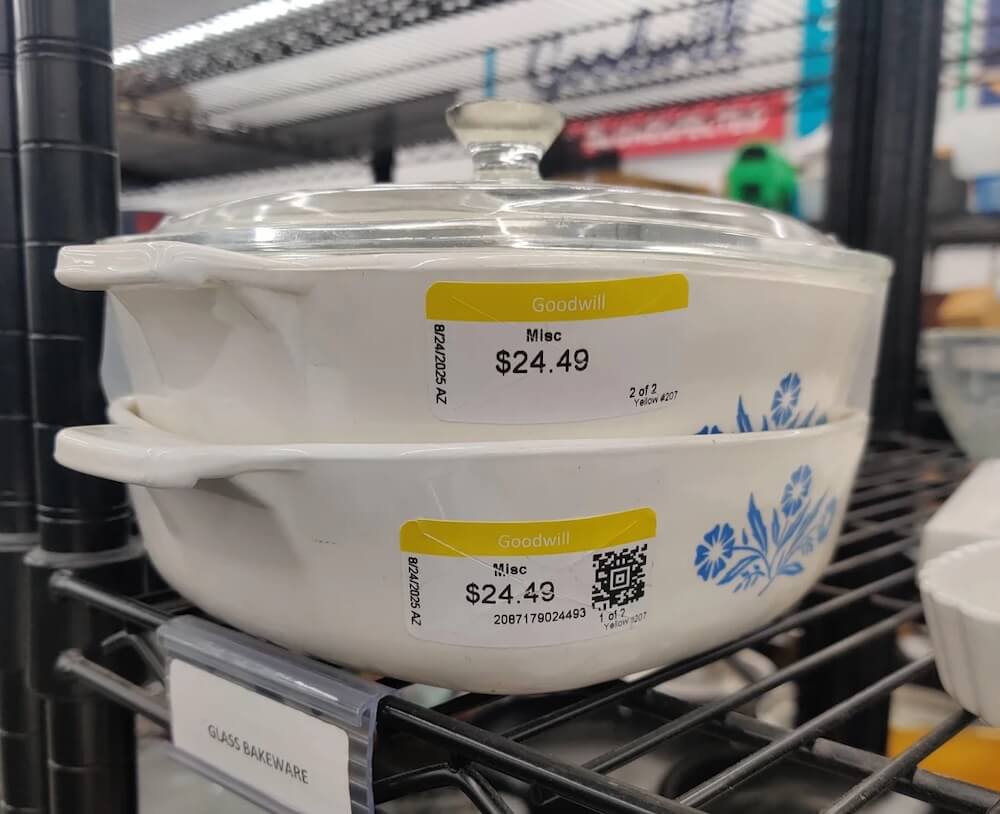 Goodwill
Goodwill
Misc
$24.49
8/24/2025 AZ
2 of 2
Yellow #207
Goodwill
Misc
$24.49
8/24/2025 AZ
2087179024493
1 of 2
Yellow #207
GLASS BAKEWARE